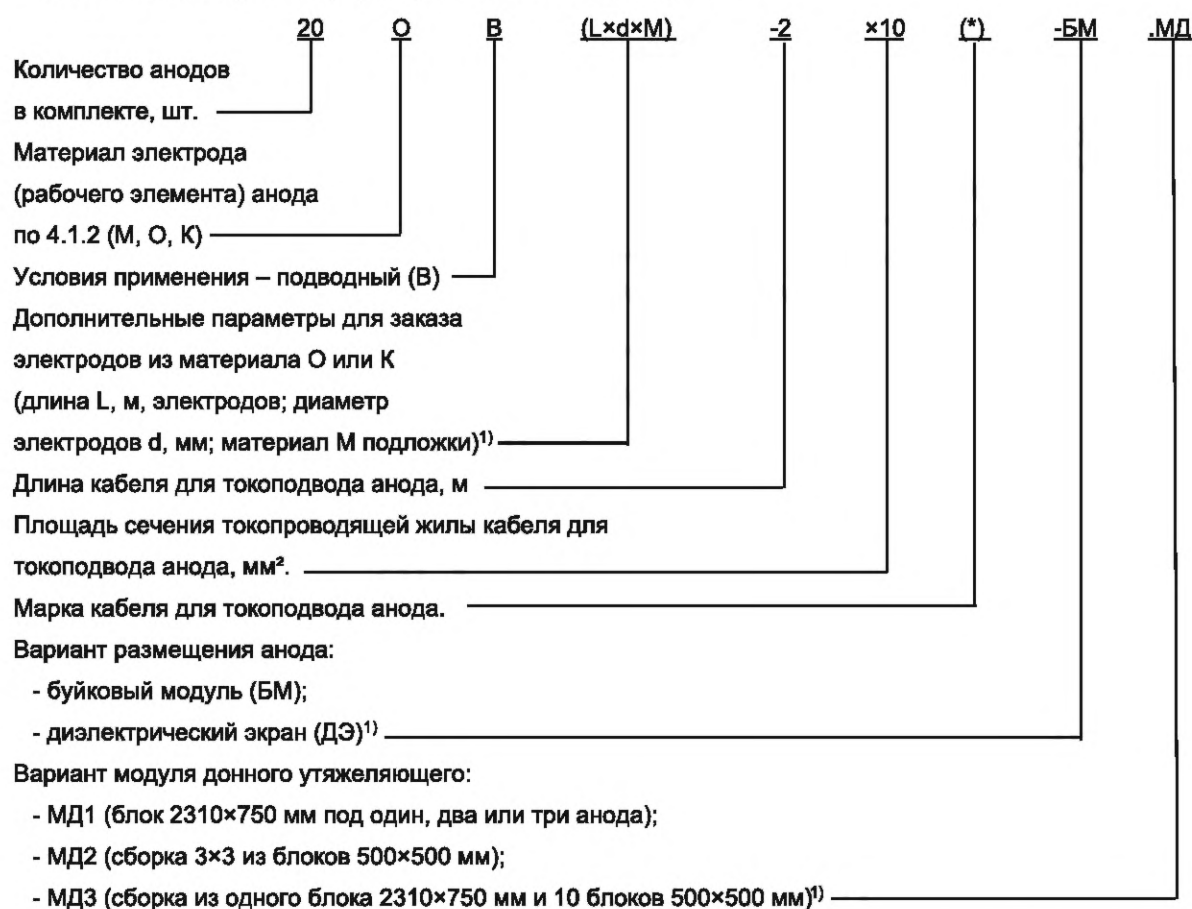 20 О В (L×d×М) -2 ×10 (*) -БМ .МД
Количество анодов
в комплекте, шт.
Материал электрода
(рабочего элемента) анода
по 4.1.2 (М, О, К)
Условия применения – подводный (В)
Дополнительные параметры для заказа
электродов из материала О или К
(длина L, м, электродов; диаметр
электродов d, мм; материал М подложки)¹⁾
Длина кабеля для токоподвода анода, м
Площадь сечения токопроводящей жилы кабеля для
токоподвода анода, мм².
Марка кабеля для токоподвода анода.
Вариант размещения анода:
- буйковый модуль (БМ);
- диэлектрический экран (ДЭ)¹⁾
Вариант модуля донного утяжеляющего:
- МД1 (блок 2310×750 мм под один, два или три анода);
- МД2 (сборка 3×3 из блоков 500×500 мм);
- МД3 (сборка из одного блока 2310×750 мм и 10 блоков 500×500 мм)¹⁾